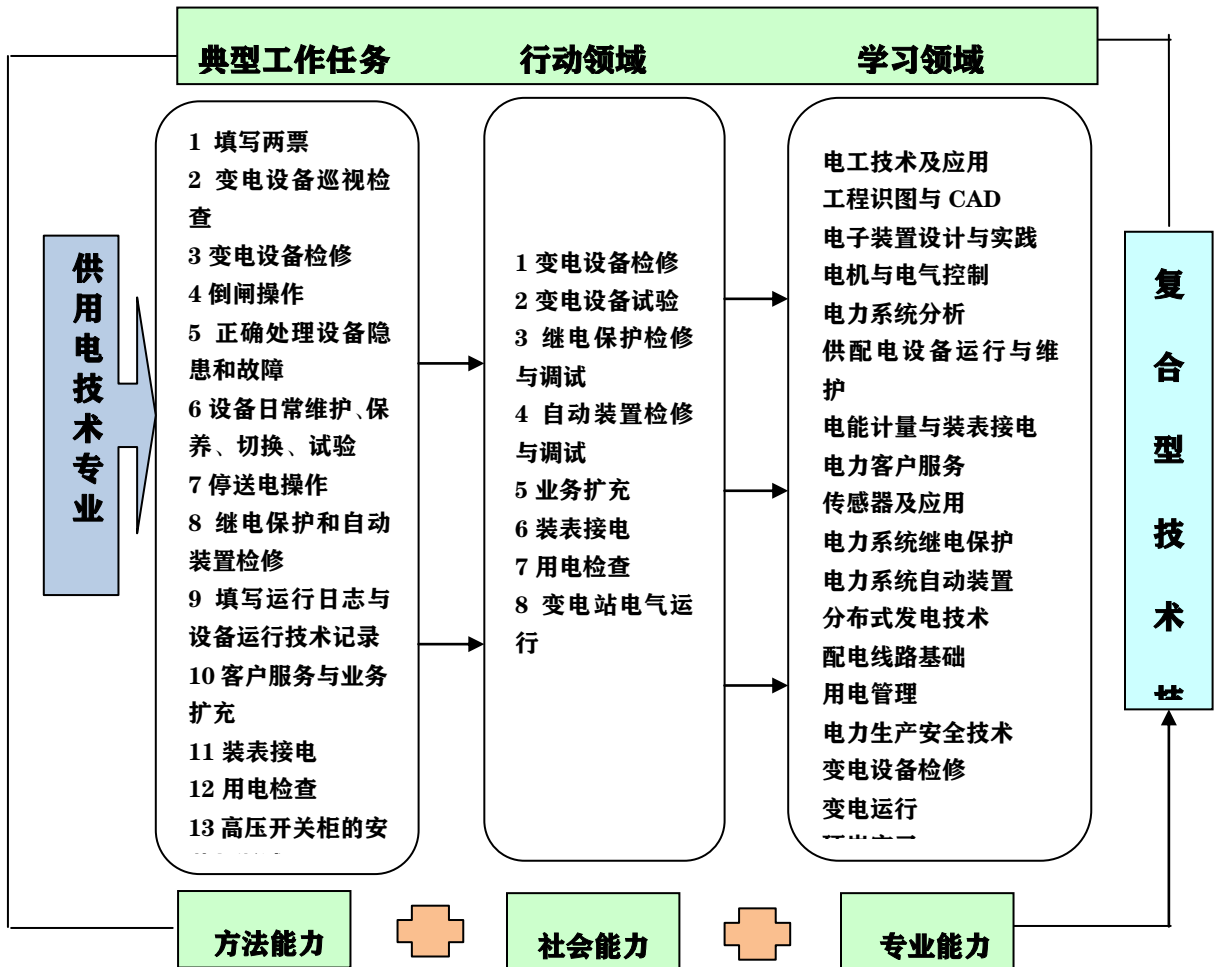 典型工作任务
行动领域
学习领域
供用电技术专业
1 填写两票
2 变电设备巡视检
查
3 变电设备检修
4 倒闸操作
5 正确处理设备隐
患和故障
6 设备日常维护、保
养、切换、试验
7 停送电操作
8 继电保护和自动
装置检修
9 填写运行日志与
设备运行技术记录
10 客户服务与业务
扩充
11 装表接电
12 用电检查
13 高压开关柜的安
1 变电设备检修
2 变电设备试验
3 继电保护检修
与调试
4 自动装置检修
与调试
5 业务扩充
6 装表接电
7 用电检查
8 变电站电气运
行
电工技术及应用
工程识图与 CAD
电子装置设计与实践
电机与电气控制
电力系统分析
供配电设备运行与维
护
电能计量与装表接电
电力客户服务
传感器及应用
电力系统继电保护
电力系统自动装置
分布式发电技术
配电线路基础
用电管理
电力生产安全技术
变电设备检修
变电运行
复合型技术
方法能力
社会能力
专业能力